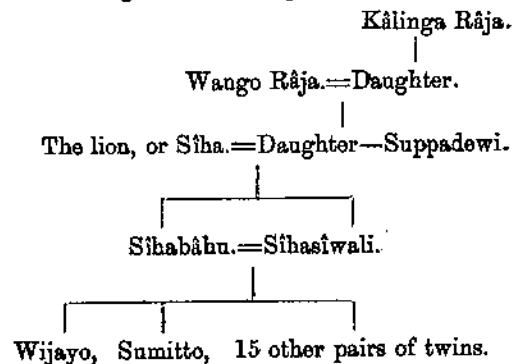 Kâlinga Râja.
Wango Râja.=Daughter.
The lion, or Sîha.=Daughter—Suppadewi.
Sîhabâhu.=Sîhasîwali.
Wijayo, Sumitto, 15 other pairs of twins.